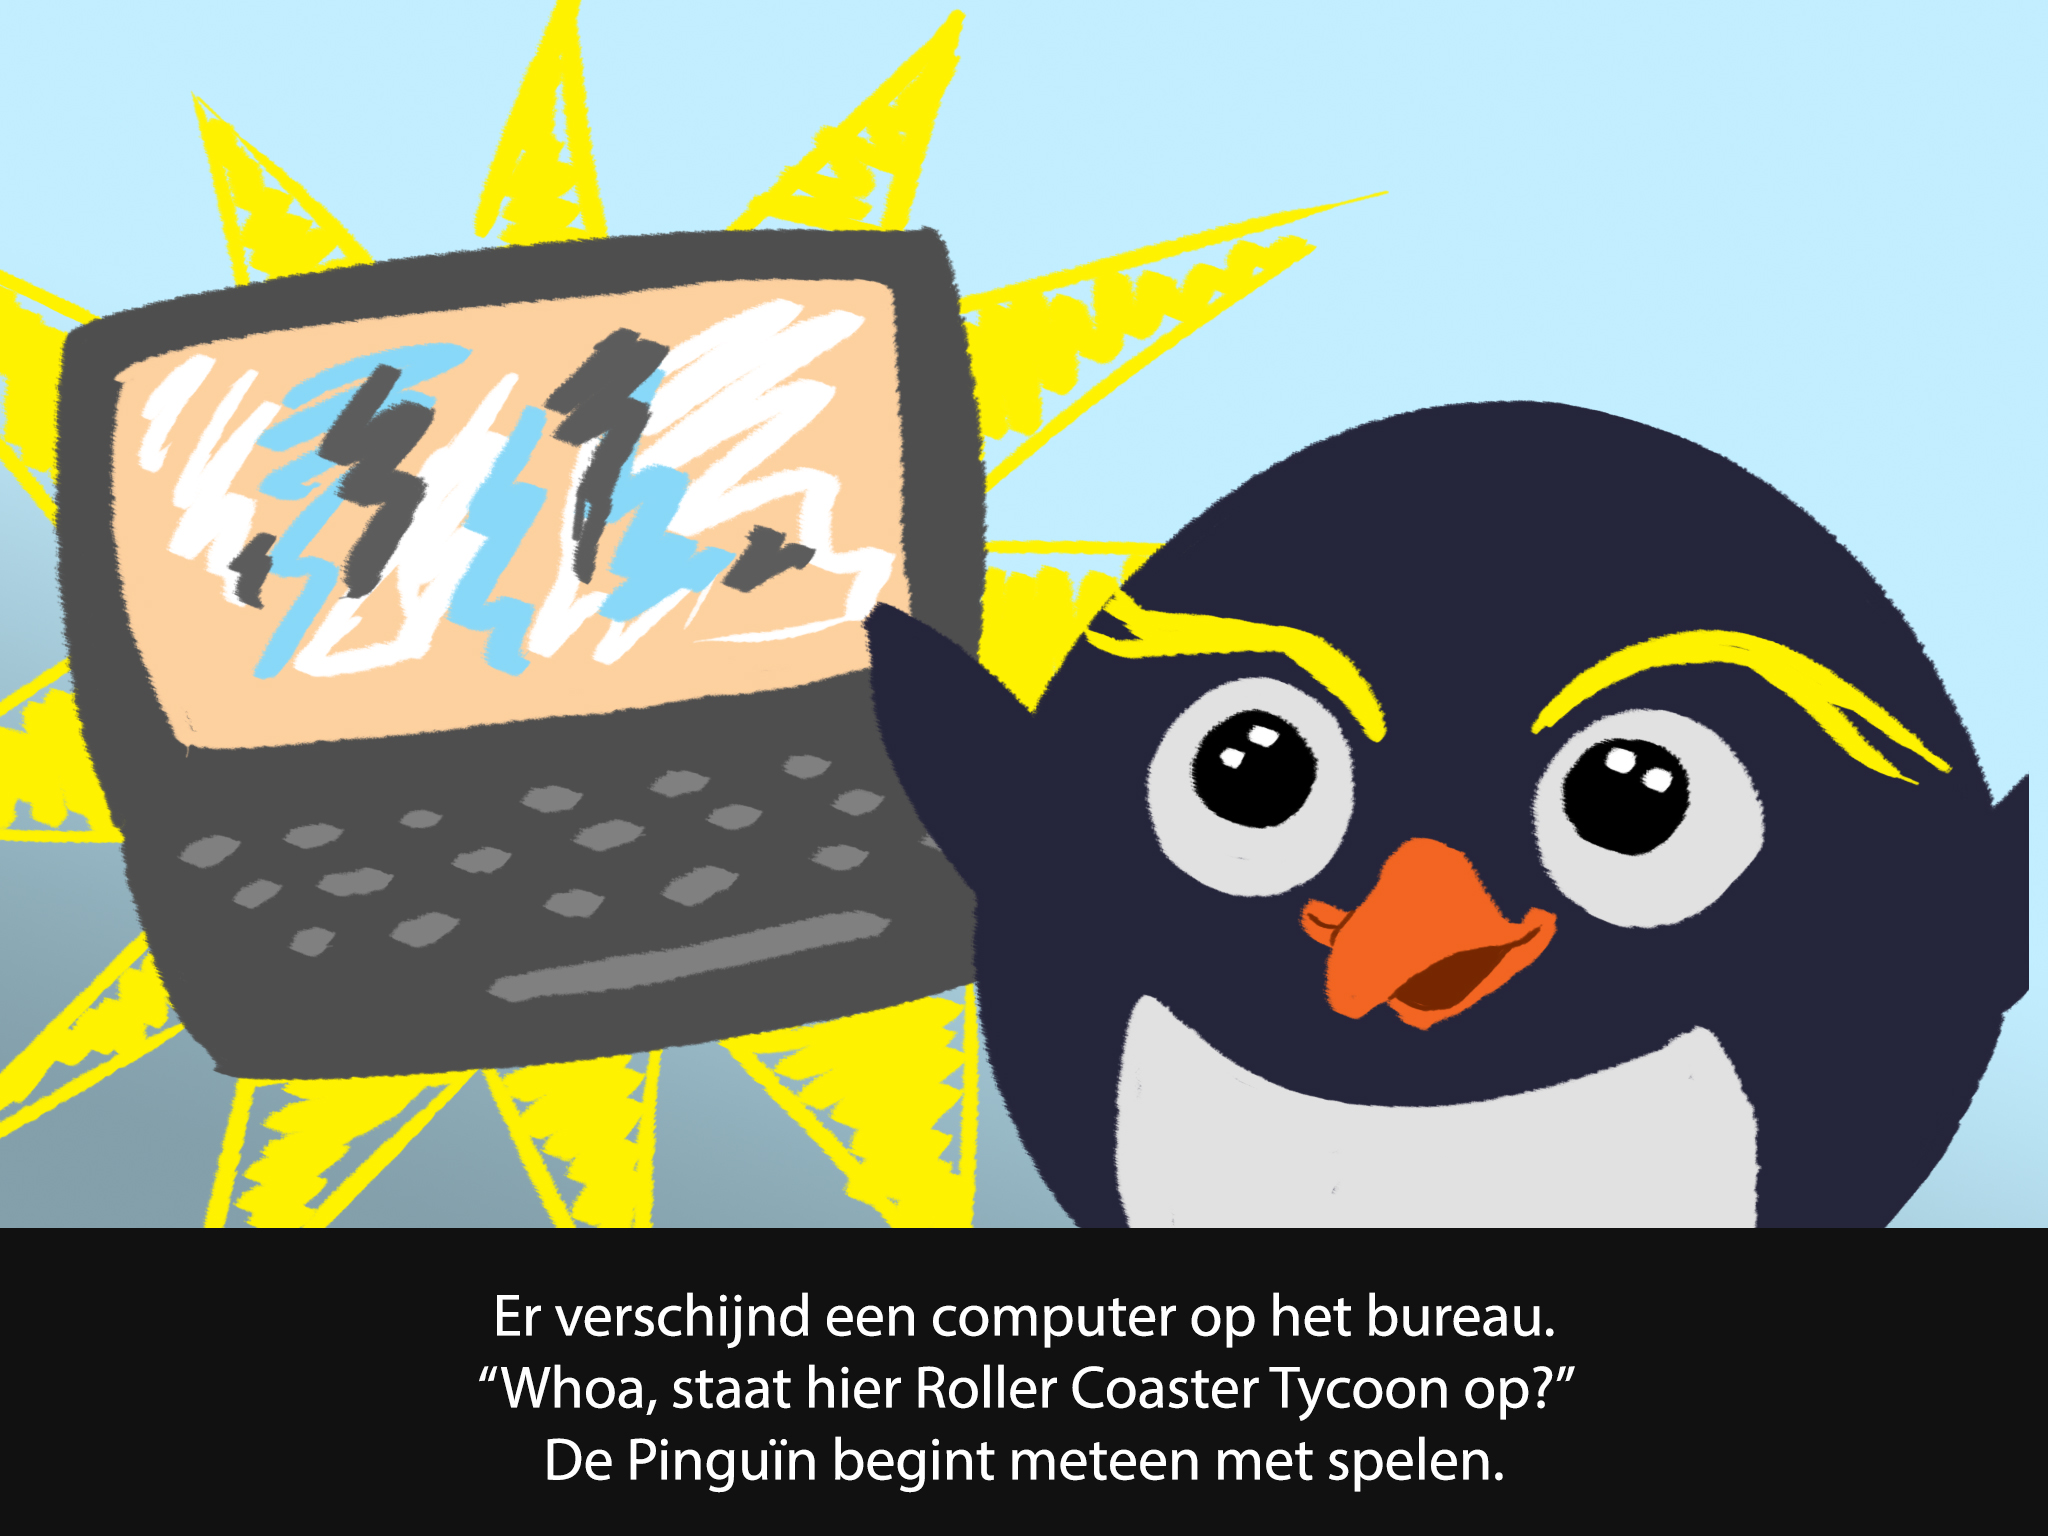 Er verschijnd een computer op het bureau.
“Whoa, staat hier Roller Coaster Tycoon op?”
De Pinguïn begint meteen met spelen.